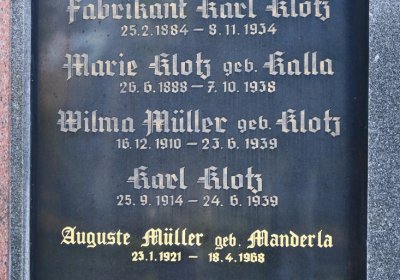 Fabrikant Karl Klotz
25.2.1884 – 8.11.1934
Marie Klotz geb. Kalla
26.6.1888 – 7.10.1938
Wilma Müller geb. Klotz
16.12.1910 – 23.6.1939
Karl Klotz
25.9.1914 – 24.6.1939
Auguste Müller geb. Manderla
23.1.1921 – 18.4.1968